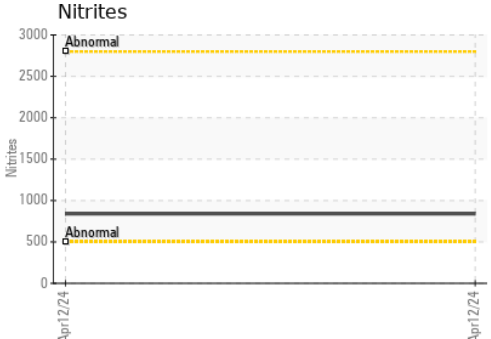 Nitrites
3000
Abnormal
2500
2000
1500
1000
Abnormal
500
0
Nitrites
Apr12/24
Apr12/24